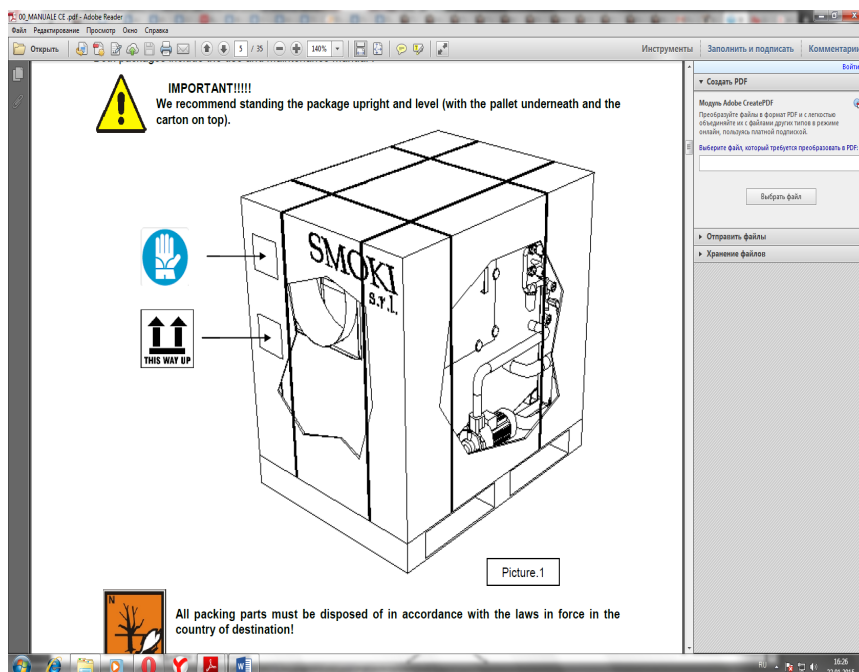 00_MANUALE CE .pdf - Adobe Reader
Файл Редактирование Просмотр Окно Справка
Открыть 5 / 35 140% Инструменты Заполнить и подписать Комментарии
Войти
IMPORTANT!!!!!
We recommend standing the package upright and level (with the pallet underneath and the
carton on top).
SMOKI
s.r.l.
THIS WAY UP
Picture.1
N
All packing parts must be disposed of in accordance with the laws in force in the
country of destination!
Создать PDF
Модуль Adobe CreatePDF
Преобразуйте файлы в формат PDF и с легкостью
объединяйте их с файлами других типов в режиме
онлайн, пользуясь платной подпиской.
Выберите файл, который требуется преобразовать в PDF:
Выбрать файл
Отправить файлы
Хранение файлов
RU 16:26